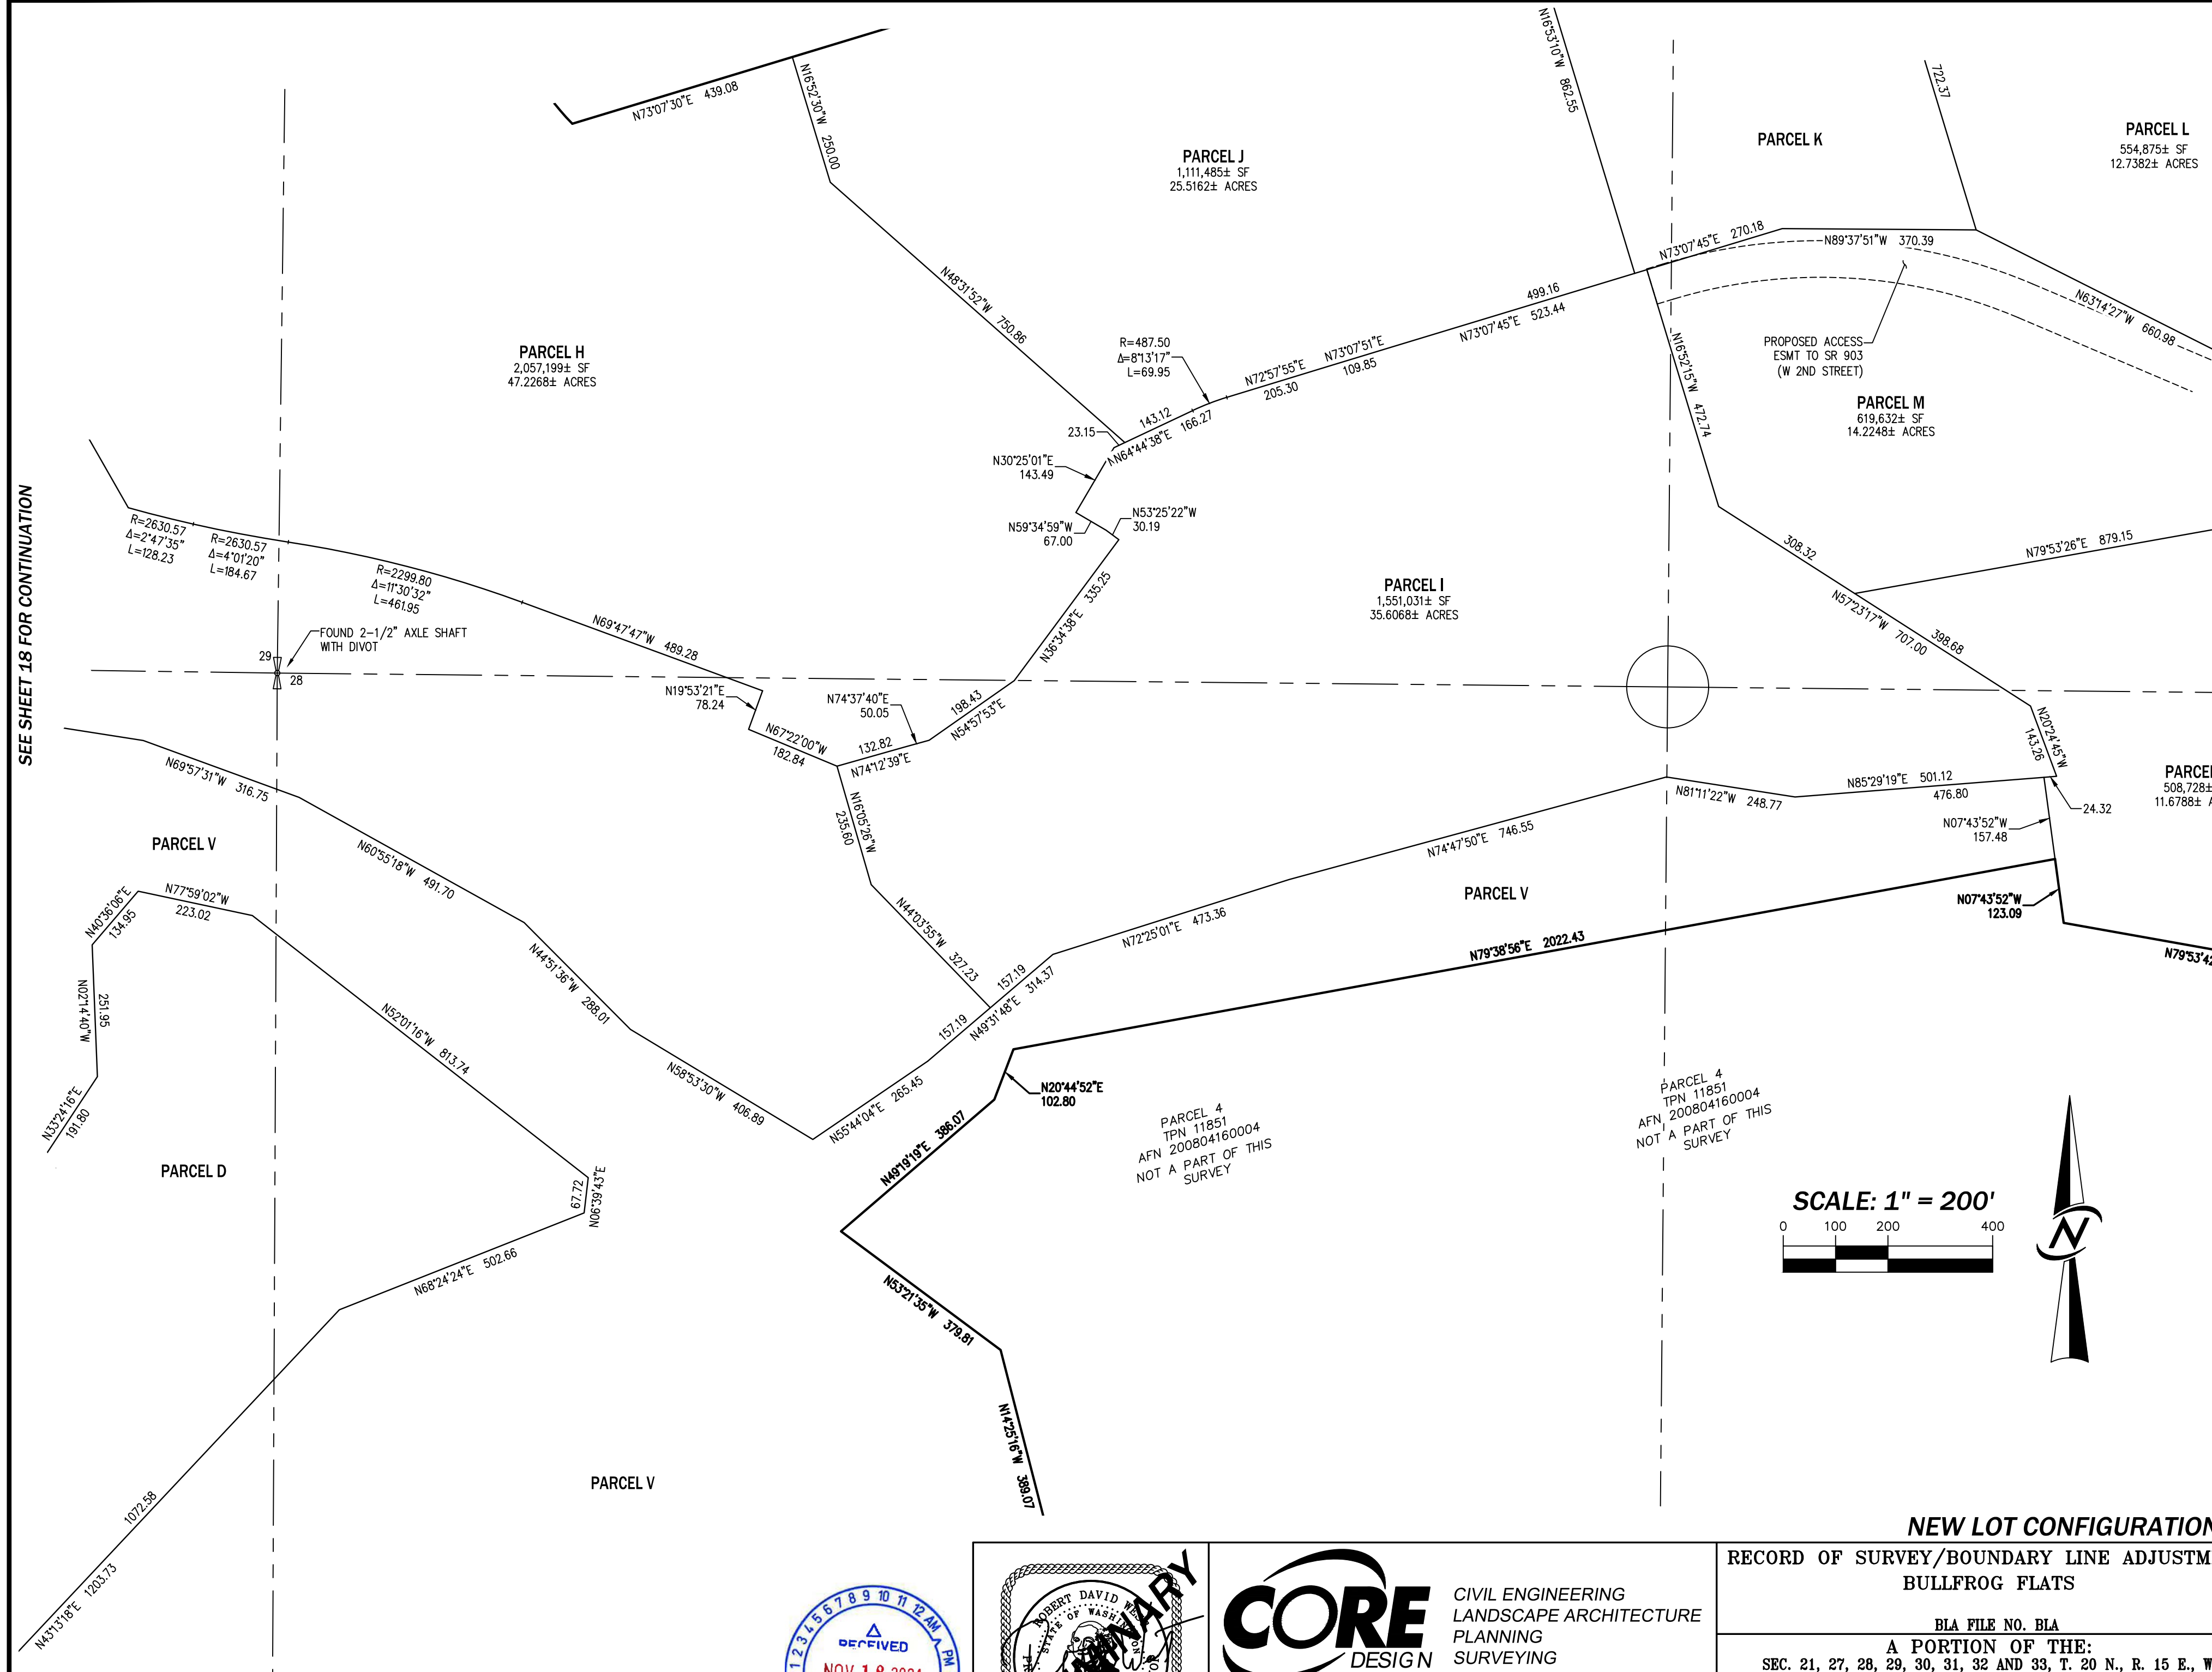 N73°07'30"E 439.08
N16°52'30"W 250.00
N16°53'10"W 862.55
722.37
PARCEL J
1,111,485± SF
25.5162± ACRES
PARCEL K
PARCEL L
554,875± SF
12.7382± ACRES
N48°31'52"W 750.86
N73°07'45"E 270.18
N89°37'51"W 370.39
N63°14'27"W 660.98
499.16
N73°07'45"E 523.44
PROPOSED ACCESS
ESMT TO SR 903
(W 2ND STREET)
PARCEL H
2,057,199± SF
47.2268± ACRES
R=487.50
Δ=8°13'17"
L=69.95
N72°57'55"E
205.30
N73°07'51"E
109.85
N16°52'15"W 472.74
PARCEL M
619,632± SF
14.2248± ACRES
143.12
N64°44'38"E 166.27
23.15
N30°25'01"E
143.49
N59°34'59"W
67.00
N53°25'22"W
30.19
SEE SHEET 18 FOR CONTINUATION
R=2630.57
Δ=2°47'35"
L=128.23
R=2630.57
Δ=4°01'20"
L=184.67
R=2299.80
Δ=11°30'32"
L=461.95
N36°34'38"E 335.25
PARCEL I
1,551,031± SF
35.6068± ACRES
308.32
N79°53'26"E 879.15
N57°23'17"W 707.00
398.68
FOUND 2-1/2" AXLE SHAFT
WITH DIVOT
29
28
N69°47'47"W 489.28
N19°53'21"E
78.24
N74°37'40"E
50.05
198.43
N54°57'53"E
N67°22'00"W
182.84
132.82
N74°12'39"E
N20°24'45"W
143.26
N69°57'31"W 316.75
N16°05'26"W
235.60
N81°11'22"W 248.77
N85°29'19"E 501.12
476.80
24.32
508,728±
N07°43'52"W
157.48
PARCEL V
N60°55'18"W 491.70
N74°47'50"E 746.55
PARCEL V
N77°59'02"W
223.02
N40°36'06"E
134.95
N44°03'55"W 327.23
N72°25'01"E 473.36
N07°43'52"W
123.09
N79°38'56"E 2022.43
N44°51'36"W 288.01
157.19
N49°31'48"E 314.37
157.19
N02°14'40"W
251.95
N52°01'16"W 813.74
N58°53'30"W 406.89
N55°44'04"E 265.45
N20°44'52"E
102.80
N33°24'16"E
191.80
N49°19'19"E 386.07
PARCEL 4
TPN 11851
AFN 200804160004
NOT A PART OF THIS
SURVEY
PARCEL 4
TPN 11851
AFN 200804160004
NOT A PART OF THIS
SURVEY
PARCEL D
67.72
N06°39'43"E
N68°24'24"E 502.66
SCALE: 1" = 200'
0 100 200 400
N
N53°21'35"W 379.81
N14°25'16"W 389.07
PARCEL V
1072.58
N43°13'18"E 1203.73
NEW LOT CONFIGURATION
1 2 3 4 5 6 7 8 9 10 11 12 AM PM
RECEIVED
ROBERT DAVID
STATE OF WASHINGTON
CORE
DESIGN
CIVIL ENGINEERING
LANDSCAPE ARCHITECTURE
PLANNING
SURVEYING
RECORD OF SURVEY/BOUNDARY LINE
BULLFROG FLATS
BLA FILE NO. BLA
A PORTION OF THE:
SEC. 21, 27, 28, 29, 30, 31, 32 AND 33, T. 20 N., R. 15 E.,